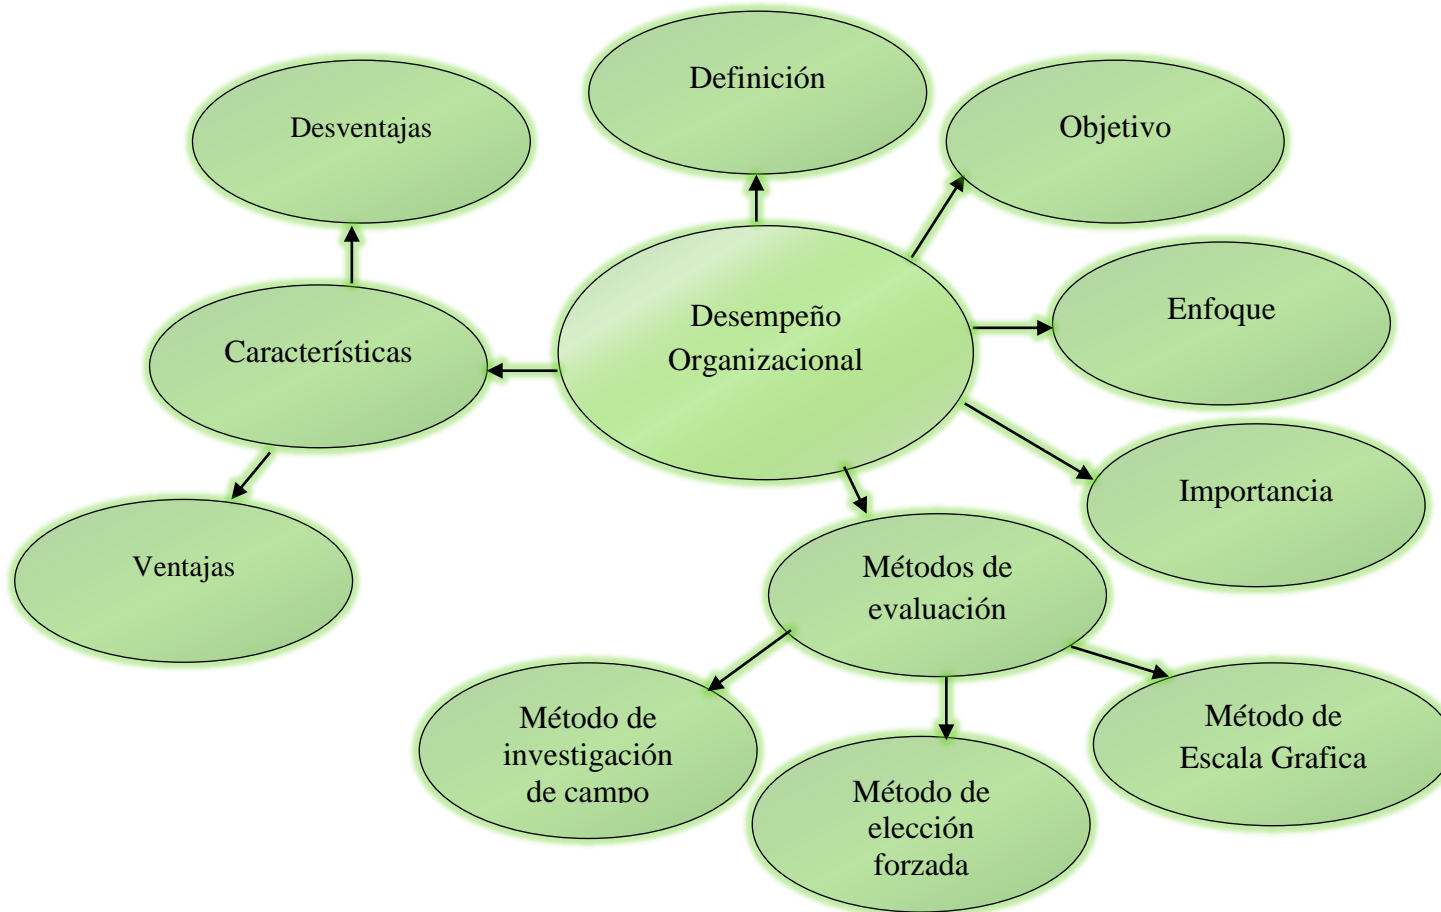 Definición
Desventajas
Objetivo
Desempeño
Organizacional
Enfoque
Características
Importancia
Ventajas
Métodos de
evaluación
Método de
investigación
de campo
Método de
elección
forzada
Método de
Escala Grafica